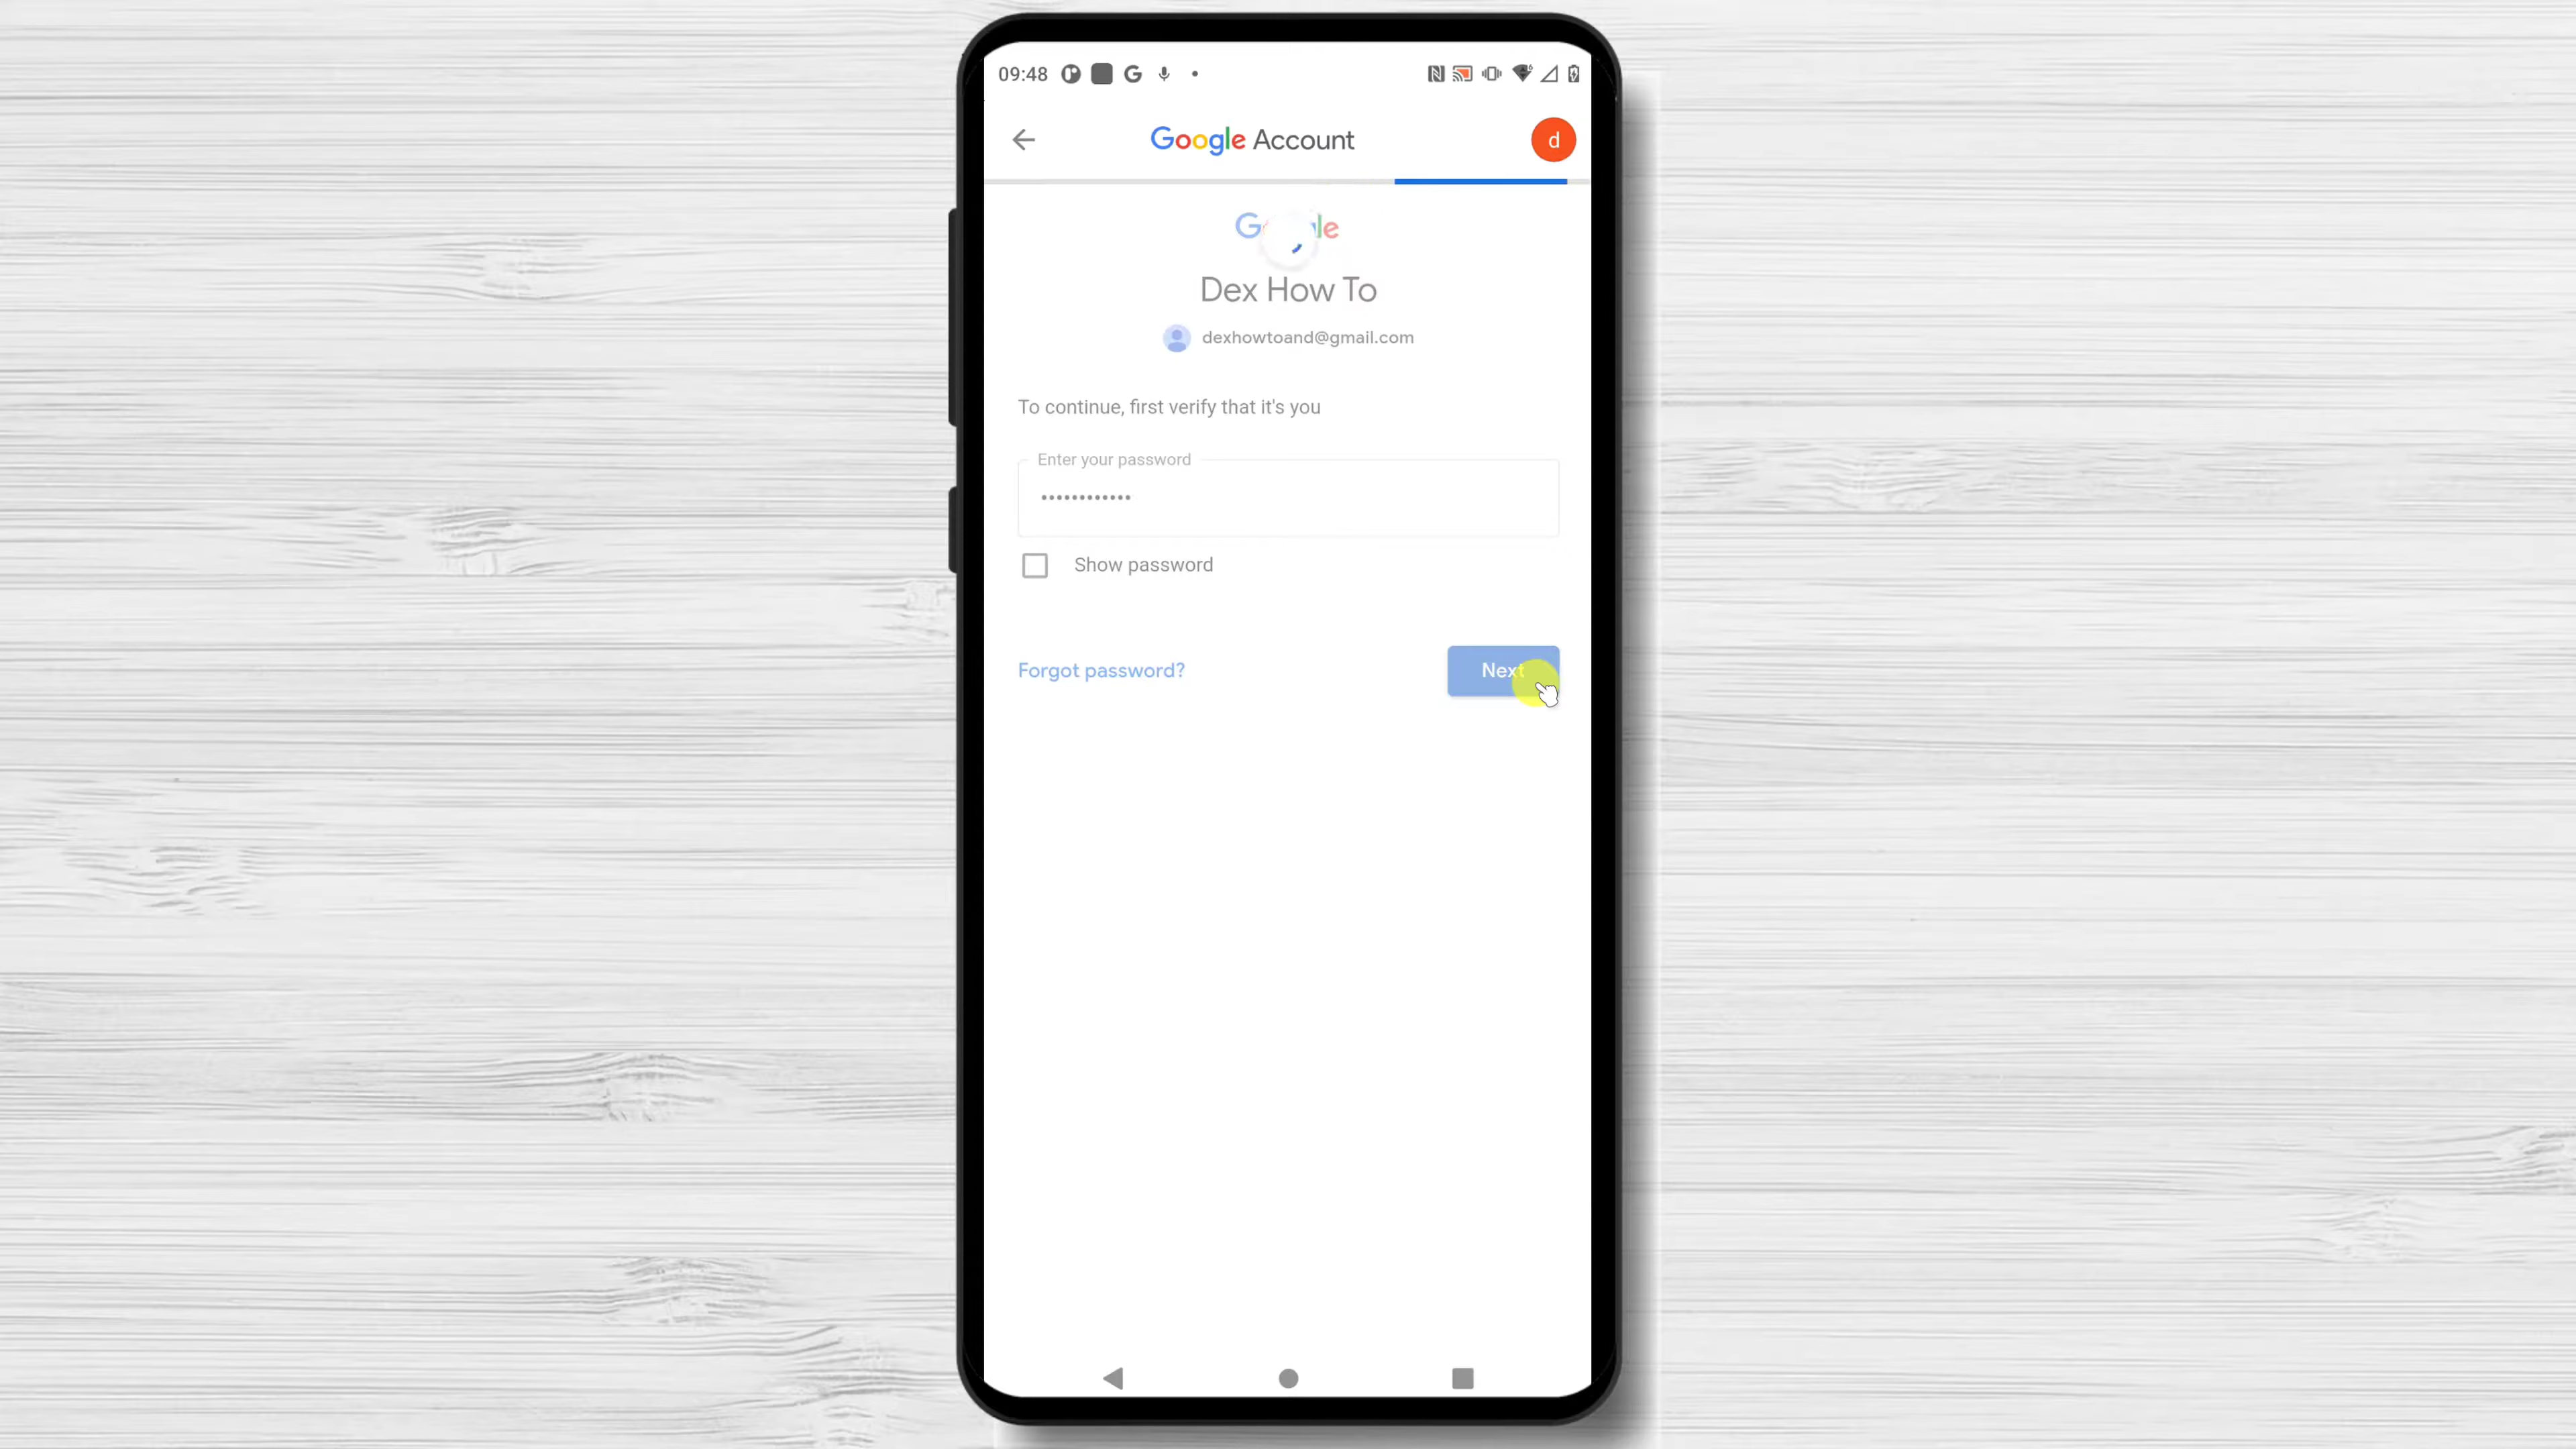 09:48
Google Account
d
Google
Dex How To
dexhowtoand@gmail.com
To continue, first verify that it's you
Enter your password
••••••••••••
Show password
Forgot password?
Next